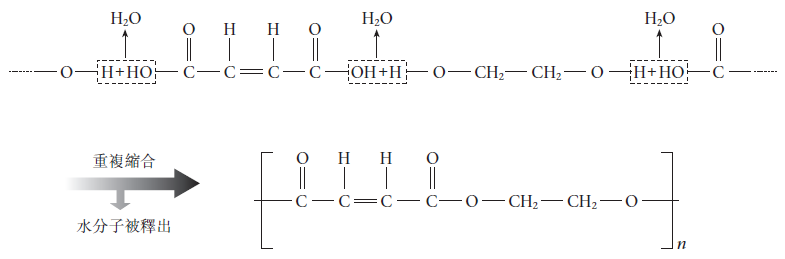 H₂O H₂O H₂O
O H H O O
O H+HO C C C C OH+H O CH₂ CH₂ O H+HO C
重複縮合
水分子被釋出
O H H O
C C C C O CH₂ CH₂ O
n